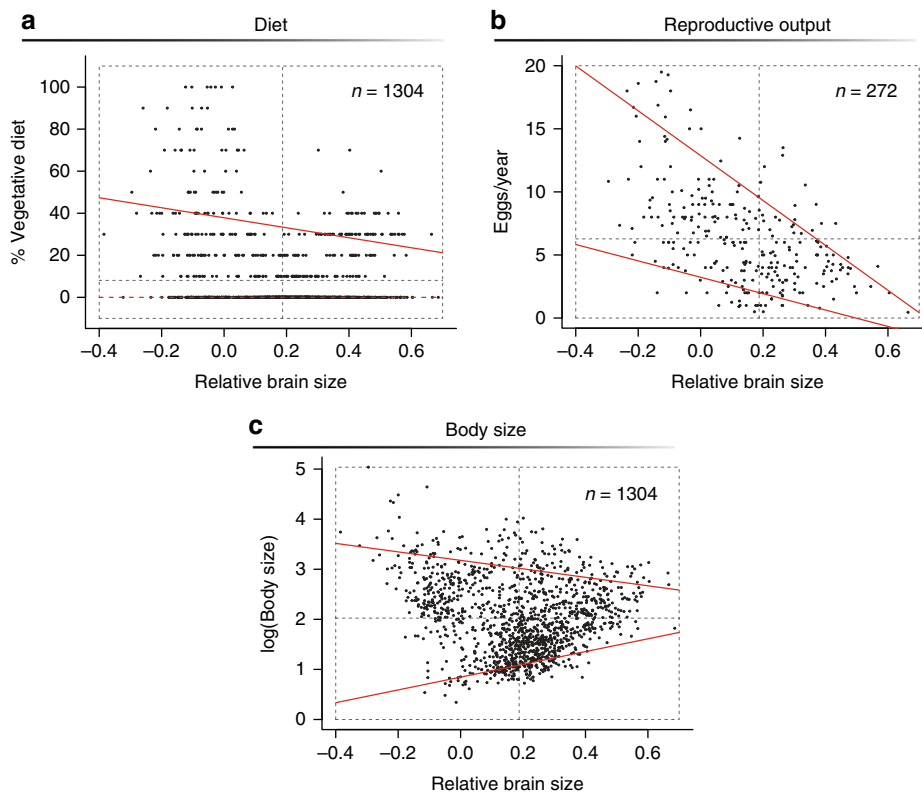 a Diet
n = 1304
100
80
60
40
20
0
% Vegetative diet
−0.4 −0.2 0.0 0.2 0.4 0.6
Relative brain size
b Reproductive output
n = 272
20
15
10
5
0
Eggs/year
−0.4 −0.2 0.0 0.2 0.4 0.6
Relative brain size
c Body size
n = 1304
5
4
3
2
1
0
log(Body size)
−0.4 −0.2 0.0 0.2 0.4 0.6
Relative brain size